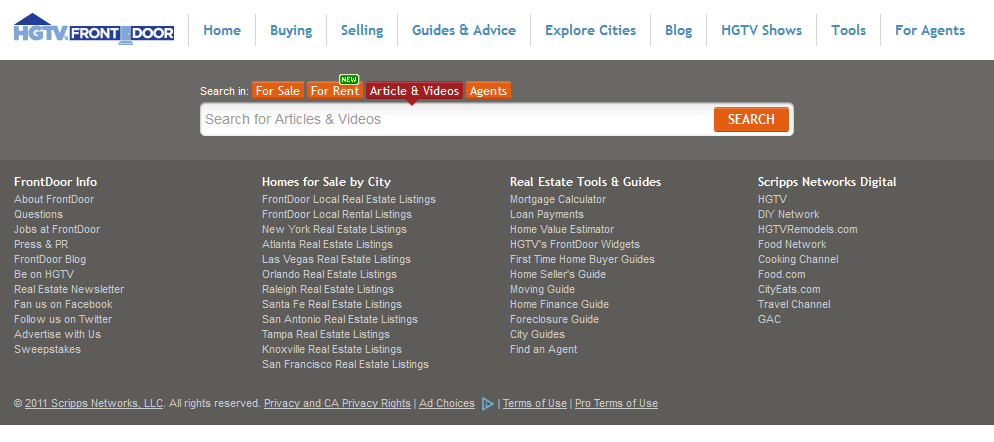 HGTV FRONTDOOR Home Buying Selling Guides & Advice Explore Cities Blog HGTV Shows Tools For Agents
NEW
Search in: For Sale For Rent Article & Videos Agents
Search for Articles & Videos SEARCH
FrontDoor Info
About FrontDoor
Questions
Jobs at FrontDoor
Press & PR
FrontDoor Blog
Be on HGTV
Real Estate Newsletter
Fan us on Facebook
Follow us on Twitter
Advertise with Us
Sweepstakes
Homes for Sale by City
FrontDoor Local Real Estate Listings
FrontDoor Local Rental Listings
New York Real Estate Listings
Atlanta Real Estate Listings
Las Vegas Real Estate Listings
Orlando Real Estate Listings
Raleigh Real Estate Listings
Santa Fe Real Estate Listings
San Antonio Real Estate Listings
Tampa Real Estate Listings
Knoxville Real Estate Listings
San Francisco Real Estate Listings
Real Estate Tools & Guides
Mortgage Calculator
Loan Payments
Home Value Estimator
HGTV's FrontDoor Widgets
First Time Home Buyer Guides
Home Seller's Guide
Moving Guide
Home Finance Guide
Foreclosure Guide
City Guides
Find an Agent
Scripps Networks Digital
HGTV
DIY Network
HGTVRemodels.com
Food Network
Cooking Channel
Food.com
CityEats.com
Travel Channel
GAC
© 2011 Scripps Networks, LLC. All rights reserved. Privacy and CA Privacy Rights | Ad Choices | Terms of Use | Pro Terms of Use